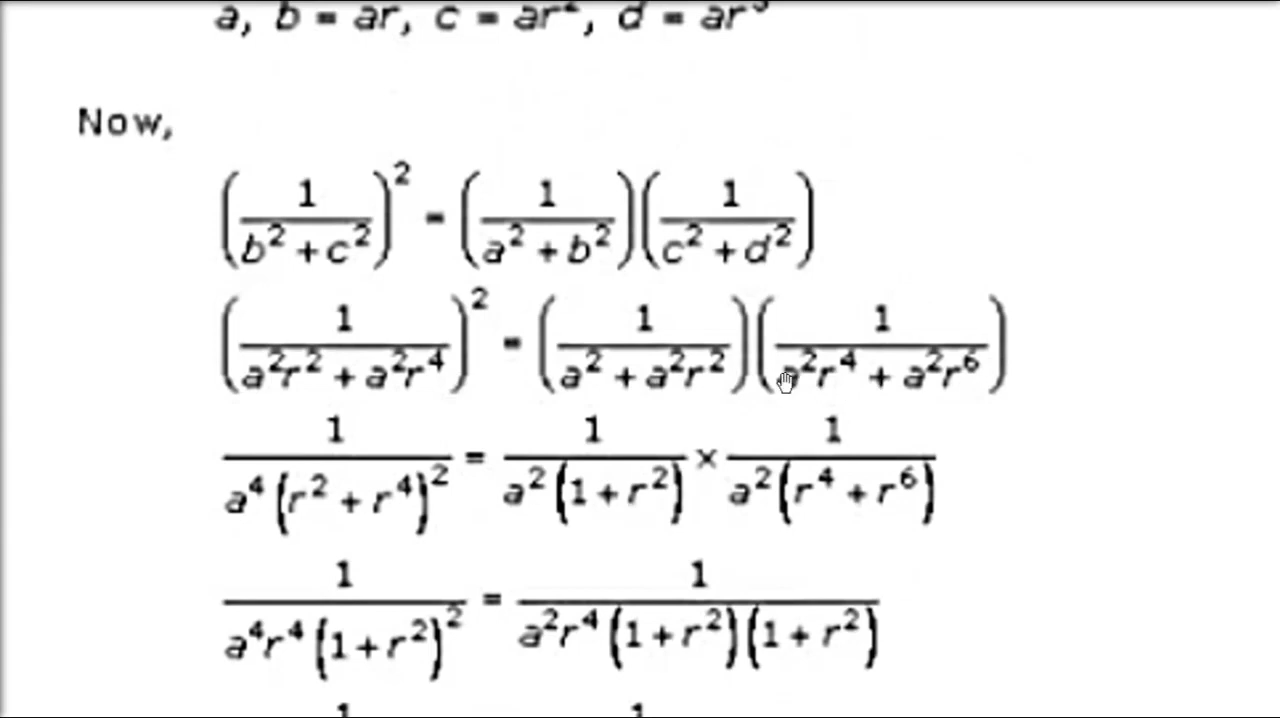 a, b = ar, c = ar², d = ar³
Now,
(1/(b² + c²))² = (1/(a² + b²))(1/(c² + d²))
(1/(a²r² + a²r⁴))² = (1/(a² + a²r²))(1/(a²r⁴ + a²r⁶))
1/(a⁴(r² + r⁴)²) = 1/(a²(1 + r²)) × 1/(a²(r⁴ + r⁶))
1/(a⁴r⁴(1 + r²)²) = 1/(a²r⁴(1 + r²)(1 + r²))
1 1